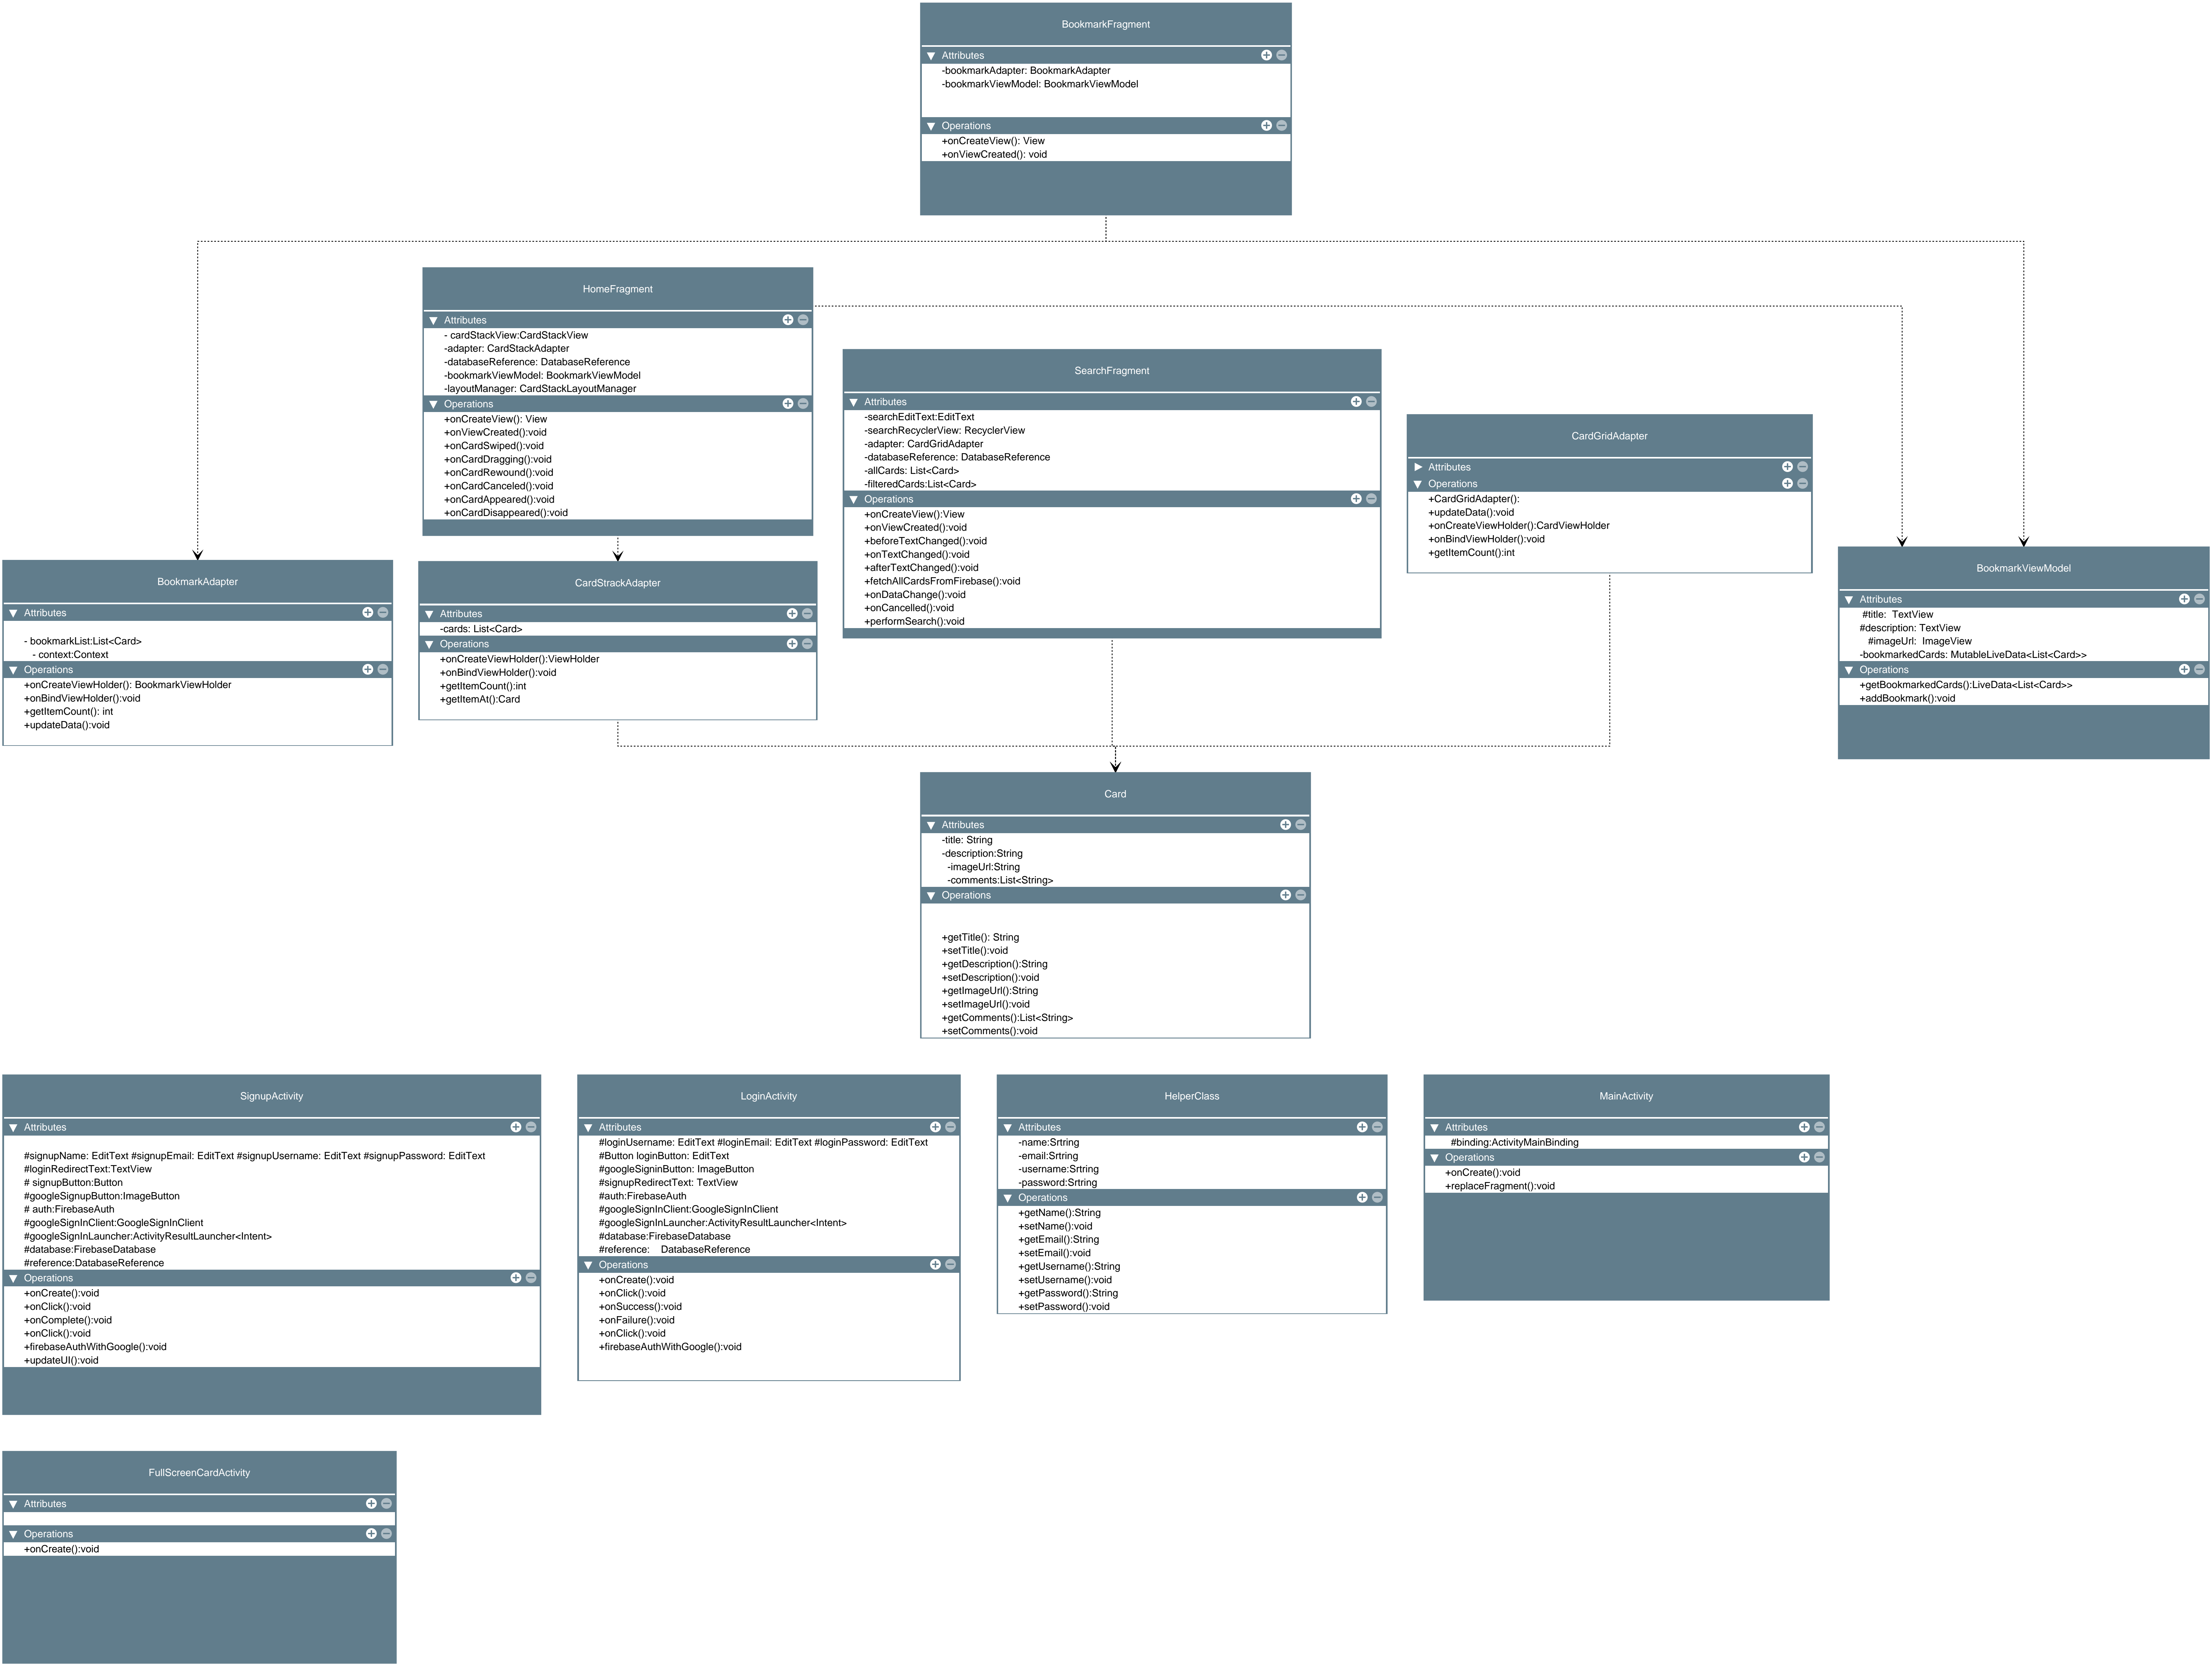 BookmarkFragment
Attributes
-bookmarkAdapter: BookmarkAdapter
-bookmarkViewModel: BookmarkViewModel
Operations
+onCreateView(): View
+onViewCreated(): void
HomeFragment
Attributes
- cardStackView:CardStackView
-adapter: CardStackAdapter
-databaseReference: DatabaseReference
-bookmarkViewModel: BookmarkViewModel
-layoutManager: CardStackLayoutManager
Operations
+onCreateView(): View
+onViewCreated():void
+onCardSwiped():void
+onCardDragging():void
+onCardRewound():void
+onCardCanceled():void
+onCardAppeared():void
+onCardDisappeared():void
SearchFragment
Attributes
-searchEditText:EditText
-searchRecyclerView: RecyclerView
-adapter: CardGridAdapter
-databaseReference: DatabaseReference
-allCards: List<Card>
-filteredCards:List<Card>
Operations
+onCreateView():View
+onViewCreated():void
+beforeTextChanged():void
+onTextChanged():void
+afterTextChanged():void
+fetchAllCardsFromFirebase():void
+onDataChange():void
+onCancelled():void
+performSearch():void
CardGridAdapter
Attributes
Operations
+CardGridAdapter():
+updateData():void
+onCreateViewHolder():CardViewHolder
+onBindViewHolder():void
+getItemCount():int
BookmarkAdapter
Attributes
- bookmarkList:List<Card>
- context:Context
Operations
+onCreateViewHolder(): BookmarkViewHolder
+onBindViewHolder():void
+getItemCount(): int
+updateData():void
CardStrackAdapter
Attributes
-cards: List<Card>
Operations
+onCreateViewHolder():ViewHolder
+onBindViewHolder():void
+getItemCount():int
+getItemAt():Card
BookmarkViewModel
Attributes
#title:  TextView
#description: TextView
#imageUrl:  ImageView
-bookmarkedCards: MutableLiveData<List<Card>>
Operations
+getBookmarkedCards():LiveData<List<Card>>
+addBookmark():void
Card
Attributes
-title: String
-description:String
-imageUrl:String
-comments:List<String>
Operations
+getTitle(): String
+setTitle():void
+getDescription():String
+setDescription():void
+getImageUrl():String
+setImageUrl():void
+getComments():List<String>
+setComments():void
SignupActivity
Attributes
#signupName: EditText #signupEmail: EditText #signupUsername: EditText #signupPassword: EditText
#loginRedirectText:TextView
# signupButton:Button
#googleSignupButton:ImageButton
# auth:FirebaseAuth
#googleSignInClient:GoogleSignInClient
#googleSignInLauncher:ActivityResultLauncher<Intent>
#database:FirebaseDatabase
#reference:DatabaseReference
Operations
+onCreate():void
+onClick():void
+onComplete():void
+onClick():void
+firebaseAuthWithGoogle():void
+updateUI():void
LoginActivity
Attributes
#loginUsername: EditText #loginEmail: EditText #loginPassword: EditText
#Button loginButton: EditText
#googleSigninButton: ImageButton
#signupRedirectText: TextView
#auth:FirebaseAuth
#googleSignInClient:GoogleSignInClient
#googleSignInLauncher:ActivityResultLauncher<Intent>
#database:FirebaseDatabase
#reference:    DatabaseReference
Operations
+onCreate():void
+onClick():void
+onSuccess():void
+onFailure():void
+onClick():void
+firebaseAuthWithGoogle():void
HelperClass
Attributes
-name:Srtring
-email:Srtring
-username:Srtring
-password:Srtring
Operations
+getName():String
+setName():void
+getEmail():String
+setEmail():void
+getUsername():String
+setUsername():void
+getPassword():String
+setPassword():void
MainActivity
Attributes
#binding:ActivityMainBinding
Operations
+onCreate():void
+replaceFragment():void
FullScreenCardActivity
Attributes
Operations
+onCreate():void